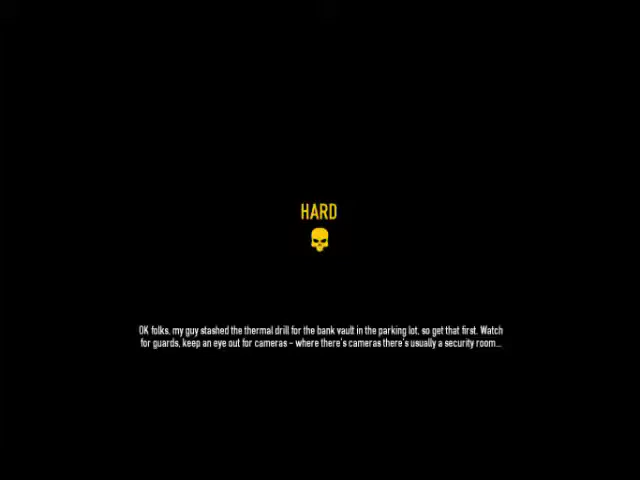 HARD
OK folks, my guy stashed the thermal drill for the bank vault in the parking lot, so get that first. Watch
for guards, keep an eye out for cameras - where there's cameras there's usually a security room...